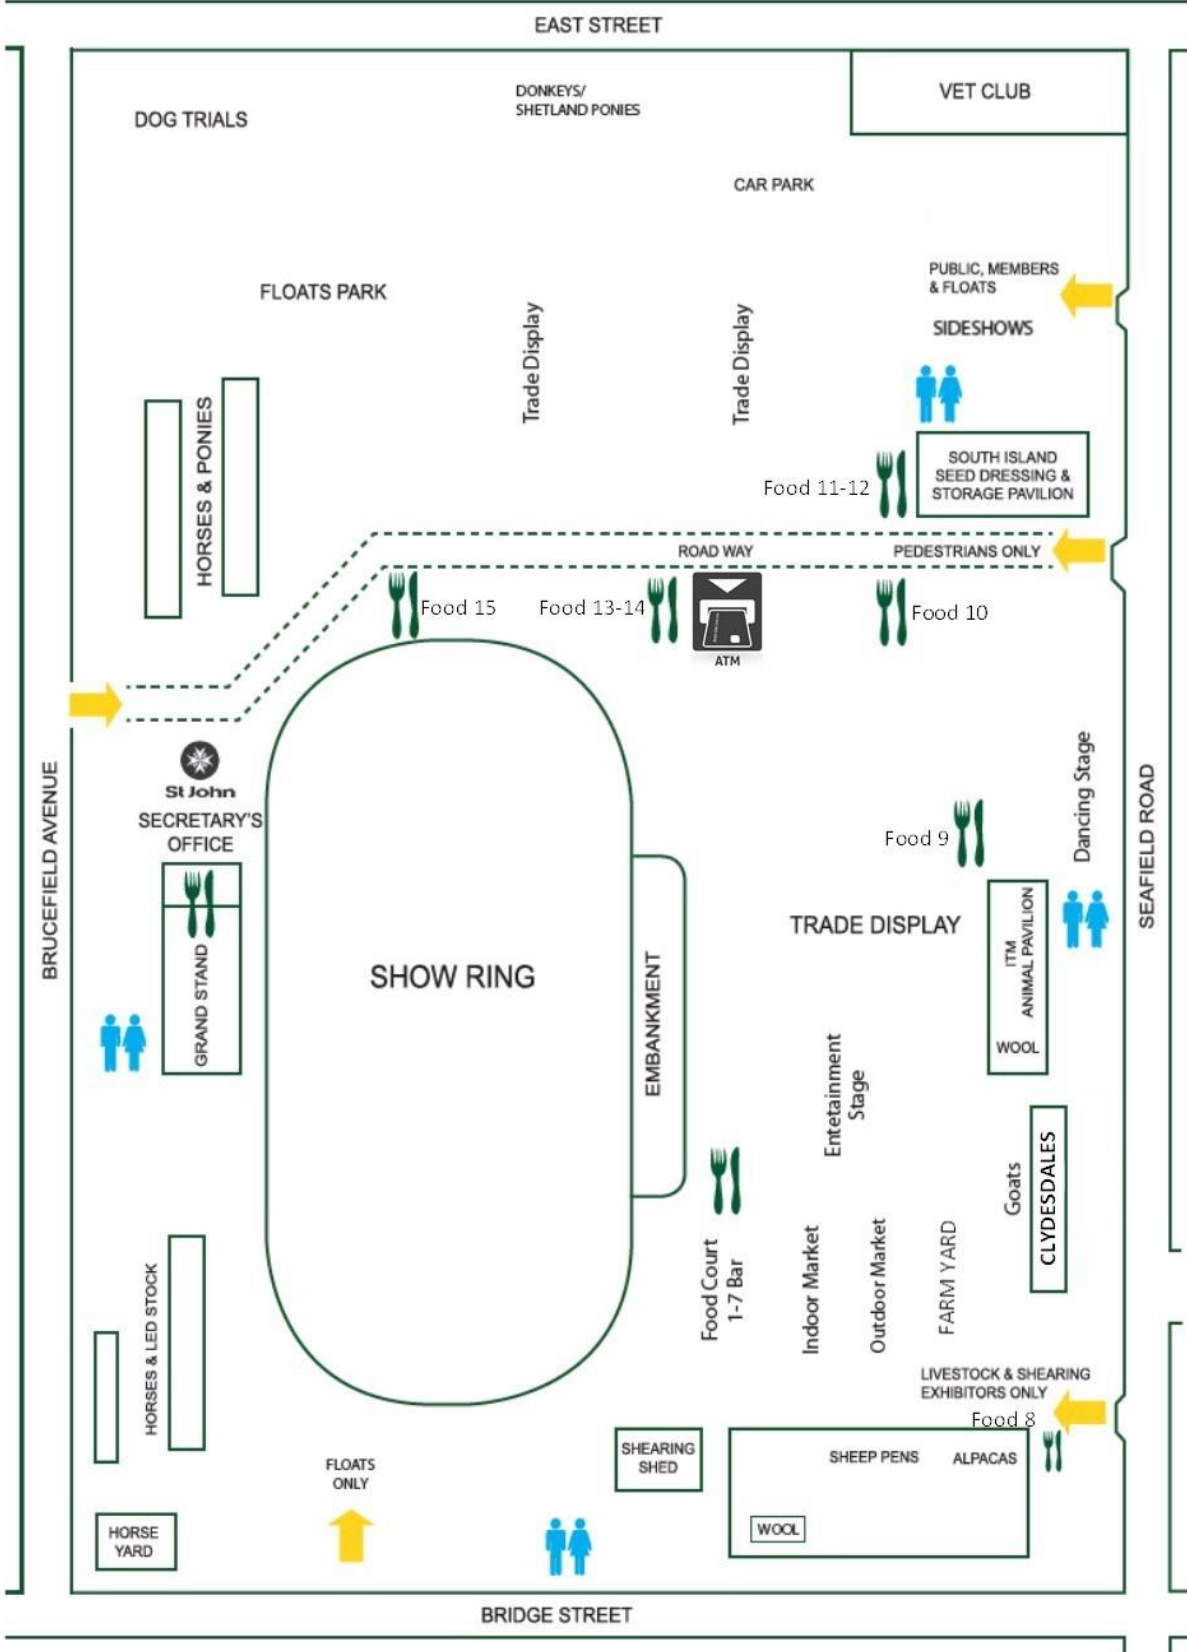 EAST STREET
DOG TRIALS
DONKEYS/
SHETLAND PONIES
VET CLUB
CAR PARK
PUBLIC, MEMBERS
& FLOATS
SIDESHOWS
FLOATS PARK
Trade Display
Trade Display
HORSES & PONIES
SOUTH ISLAND
SEED DRESSING &
STORAGE PAVILION
Food 11-12
ROAD WAY
PEDESTRIANS ONLY
Food 15
Food 13-14
ATM
Food 10
St John
SECRETARY'S
OFFICE
GRAND STAND
BRUCEFIELD AVENUE
SHOW RING
EMBANKMENT
Food 9
Dancing Stage
SEAFIELD ROAD
TRADE DISPLAY
ITM
ANIMAL PAVILION
WOOL
Entetainment
Stage
Goats
CLYDESDALES
Food Court
1-7 Bar
Indoor Market
Outdoor Market
FARM YARD
HORSES & LED STOCK
LIVESTOCK & SHEARING
EXHIBITORS ONLY
Food 8
SHEARING
SHED
SHEEP PENS
ALPACAS
WOOL
FLOATS
ONLY
HORSE
YARD
BRIDGE STREET